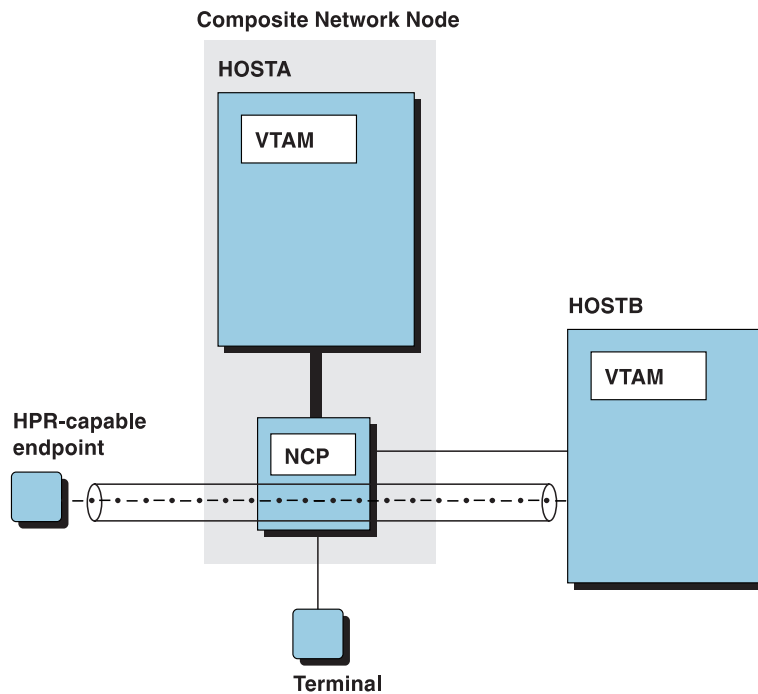 Composite Network Node
HOSTA
VTAM
HOSTB
VTAM
HPR-capable
endpoint
NCP
Terminal